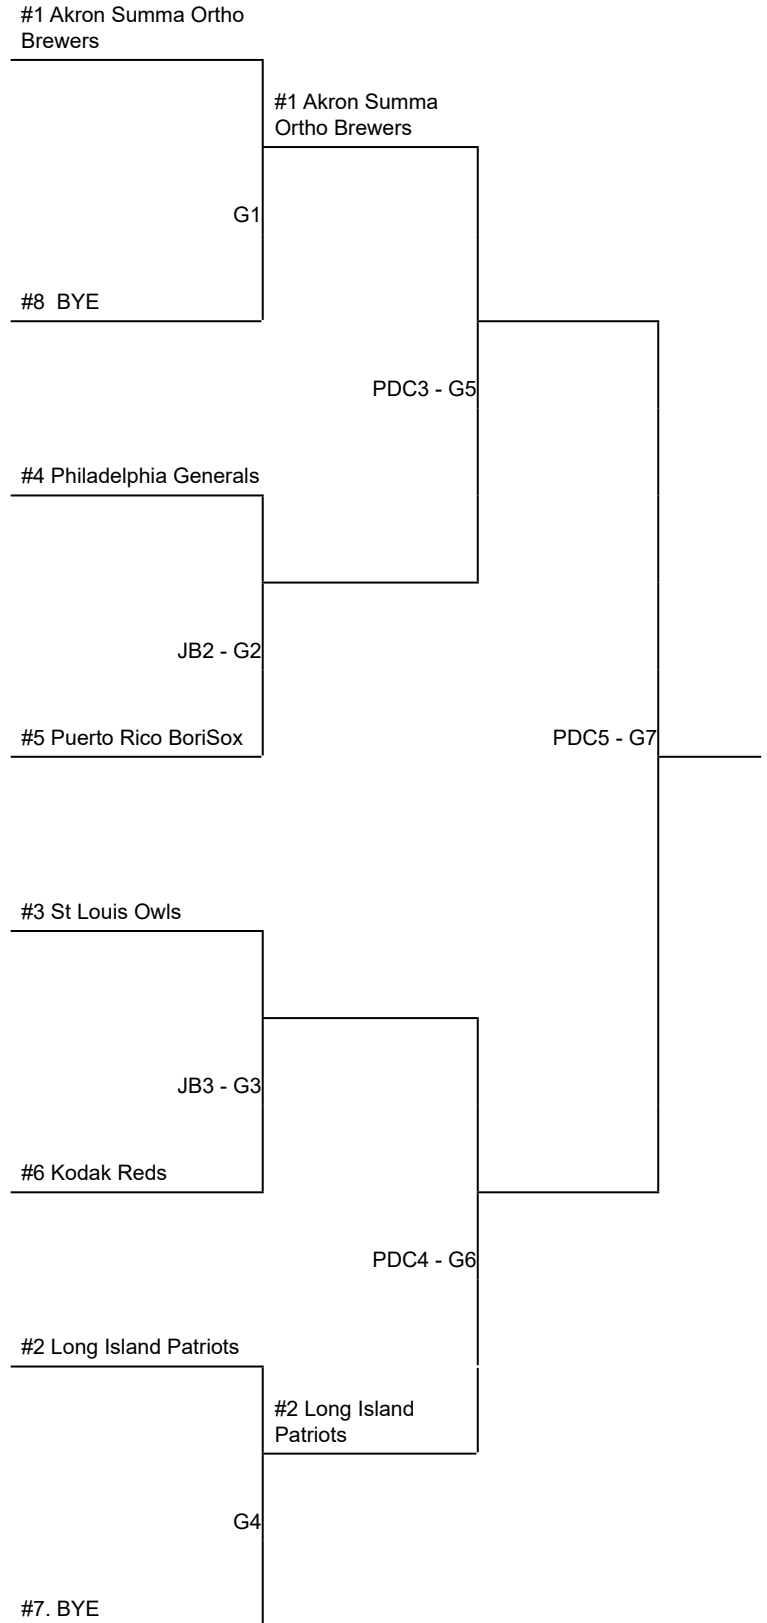 #1 Akron Summa Ortho
Brewers
#1 Akron Summa
Ortho Brewers
G1
#8  BYE
PDC3 - G5
#4 Philadelphia Generals
JB2 - G2
#5 Puerto Rico BoriSox
PDC5 - G7
#3 St Louis Owls
JB3 - G3
#6 Kodak Reds
PDC4 - G6
#2 Long Island Patriots
#2 Long Island
Patriots
G4
#7. BYE